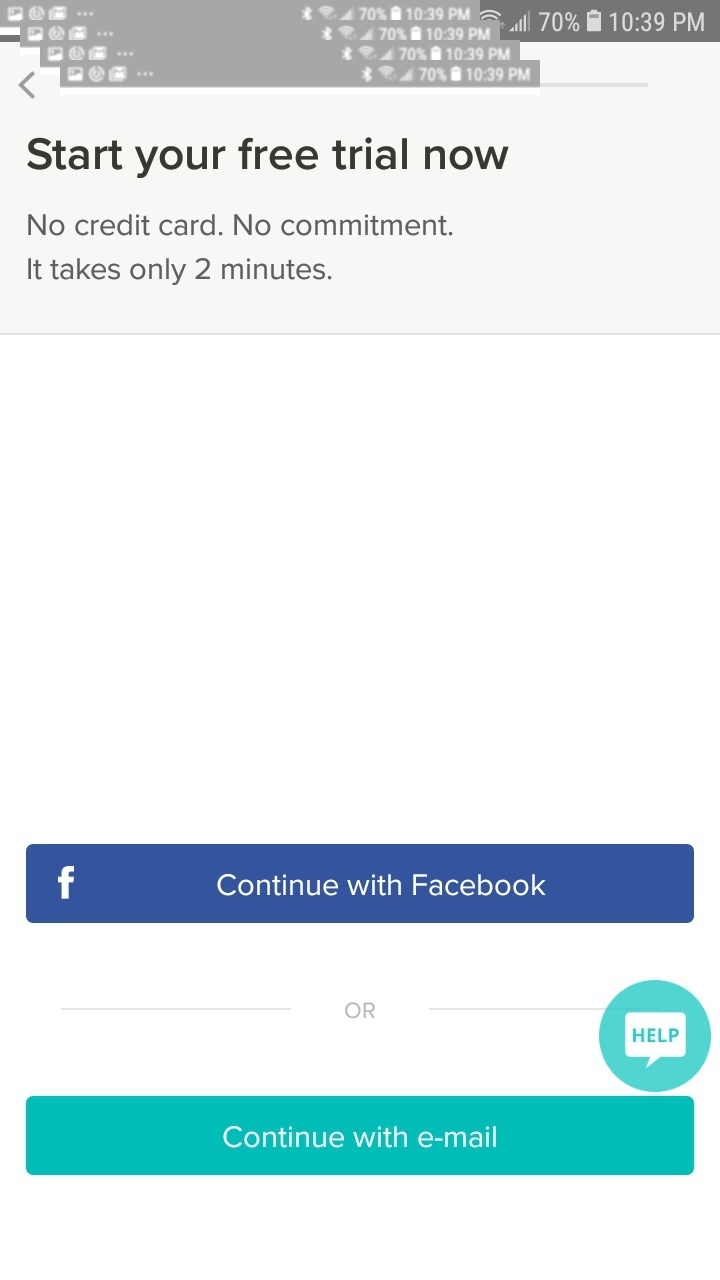 70% 10:39 PM
70% 10:39 PM
70% 10:39 PM
70% 10:39 PM
70% 10:39 PM
Start your free trial now
No credit card. No commitment.
It takes only 2 minutes.
f Continue with Facebook
OR
HELP
Continue with e-mail